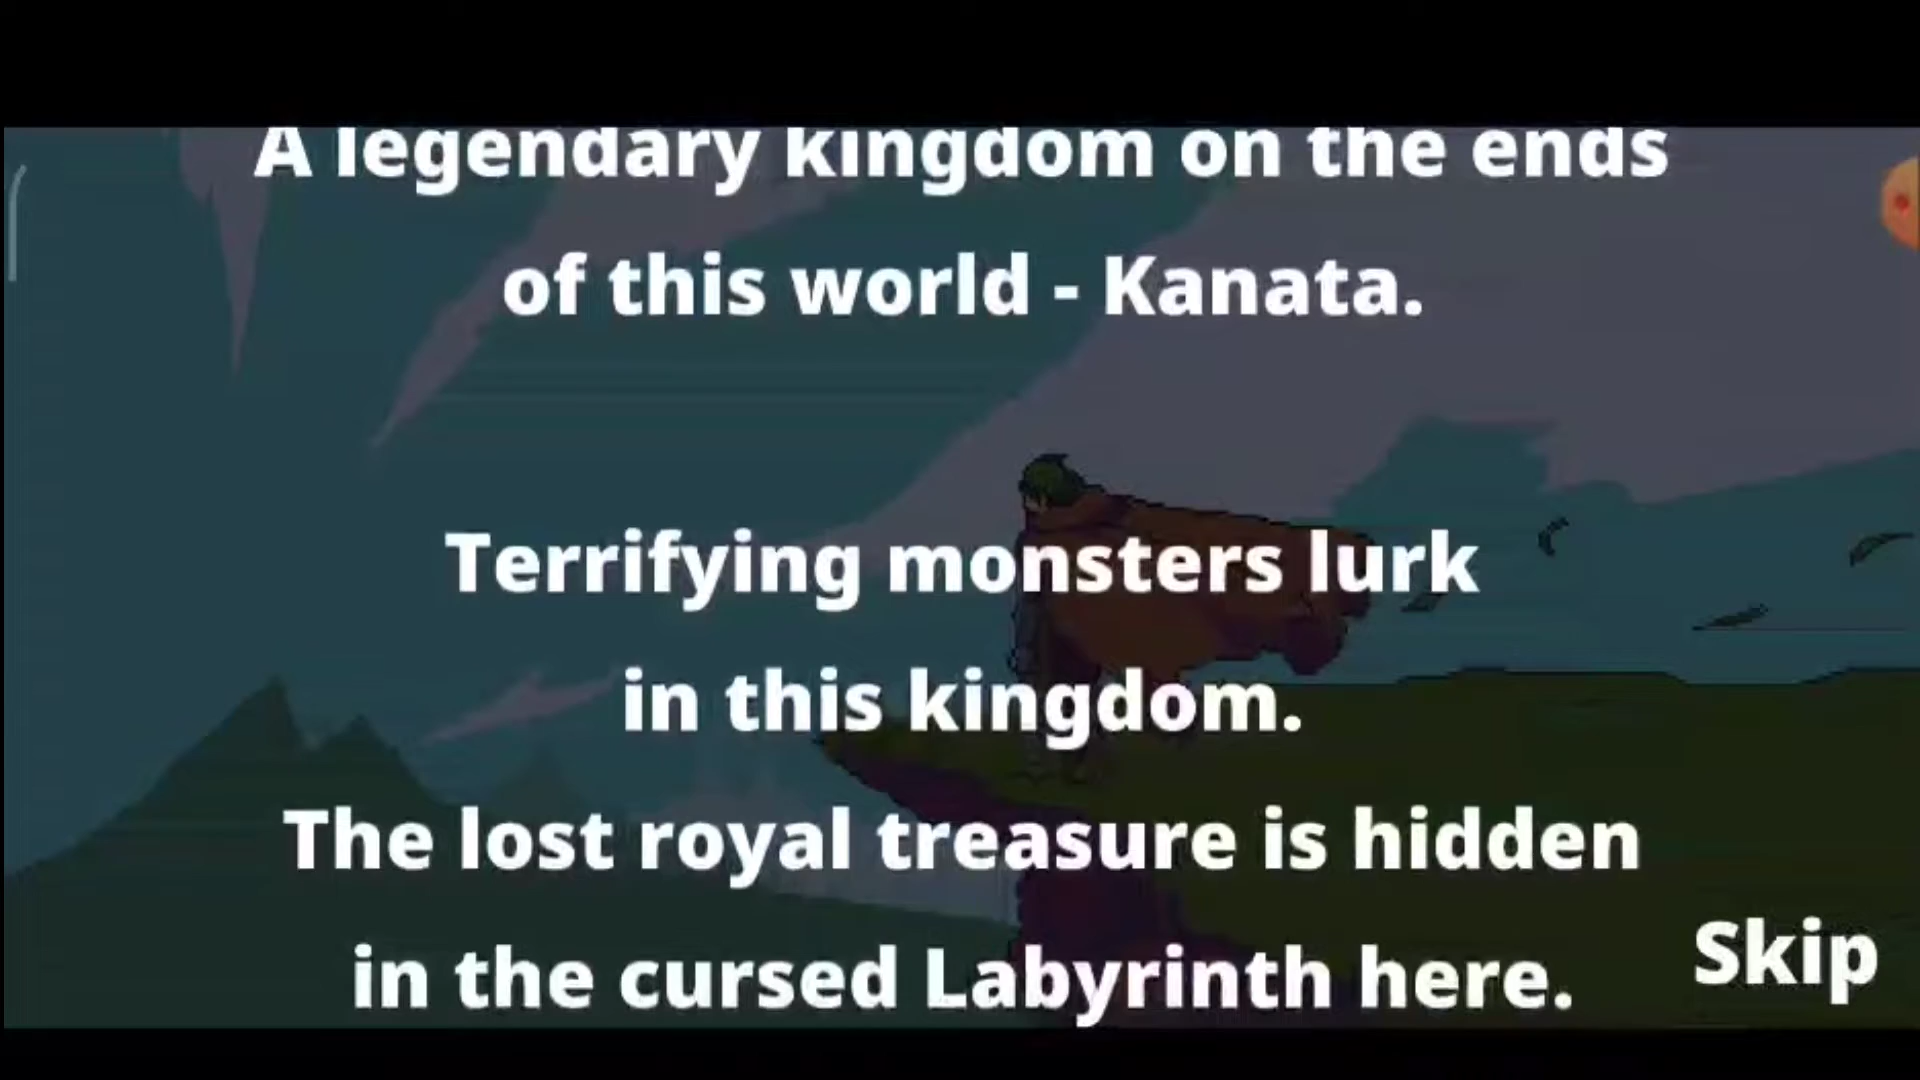 A legendary kingdom on the ends
of this world - Kanata.
Terrifying monsters lurk
in this kingdom.
The lost royal treasure is hidden
in the cursed Labyrinth here.
Skip